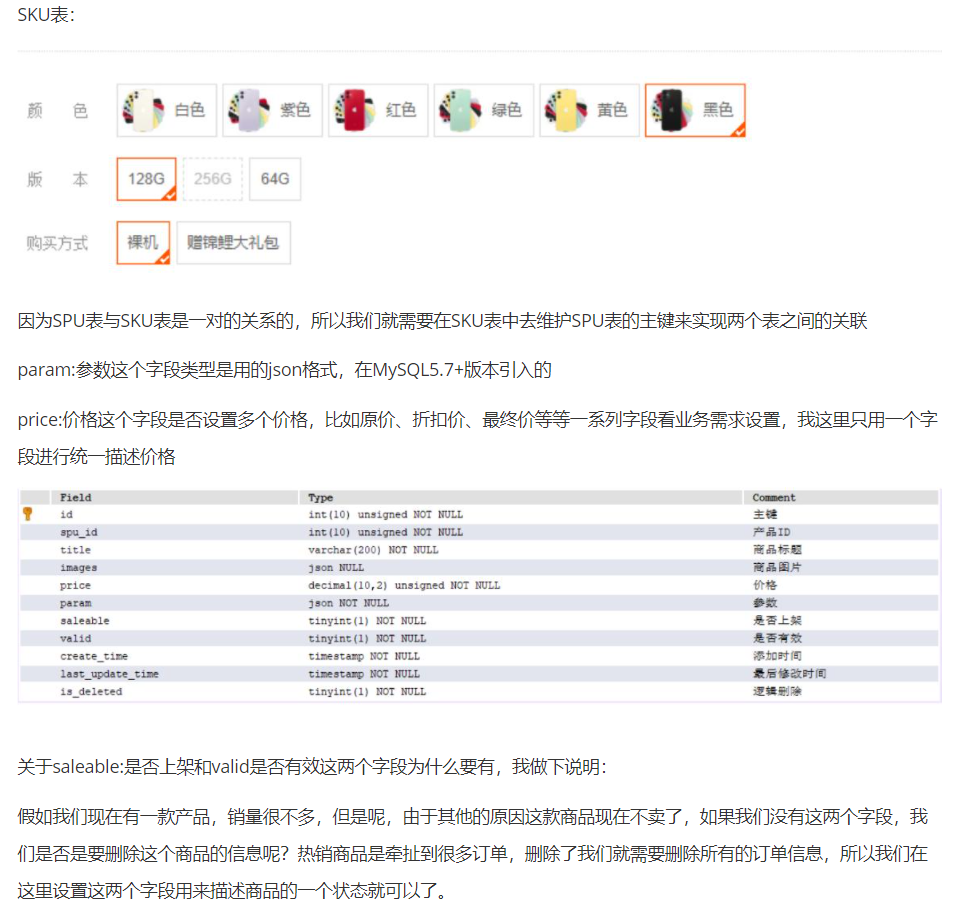 SKU表：
颜 色 白色 紫色 红色 绿色 黄色 黑色
版 本 128G 256G 64G
购买方式 裸机 赠锦鲤大礼包
因为SPU表与SKU表是一对的关系的，所以我们就需要在SKU表中去维护SPU表的主键来实现两个表之间的关联
param:参数这个字段类型是用的json格式，在MySQL5.7+版本引入的
price:价格这个字段是否设置多个价格，比如原价、折扣价、最终价等等一系列字段看业务需求设置，我这里只用一个字
段进行统一描述价格
Field Type Comment
id int(10) unsigned NOT NULL 主键
spu_id int(10) unsigned NOT NULL 产品ID
title varchar(200) NOT NULL 商品标题
images json NULL 商品图片
price decimal(10,2) unsigned NOT NULL 价格
param json NOT NULL 参数
saleable tinyint(1) NOT NULL 是否上架
valid tinyint(1) NOT NULL 是否有效
create_time timestamp NOT NULL 添加时间
last_update_time timestamp NOT NULL 最后修改时间
is_deleted tinyint(1) NOT NULL 逻辑删除
关于saleable:是否上架和valid是否有效这两个字段为什么要有，我做下说明：
假如我们现在有一款产品，销量很不多，但是呢，由于其他的原因这款商品现在不卖了，如果我们没有这两个字段，我
们是否是要删除这个商品的信息呢？热销商品是牵扯到很多订单，删除了我们就需要删除所有的订单信息，所以我们在
这里设置这两个字段用来描述商品的一个状态就可以了。